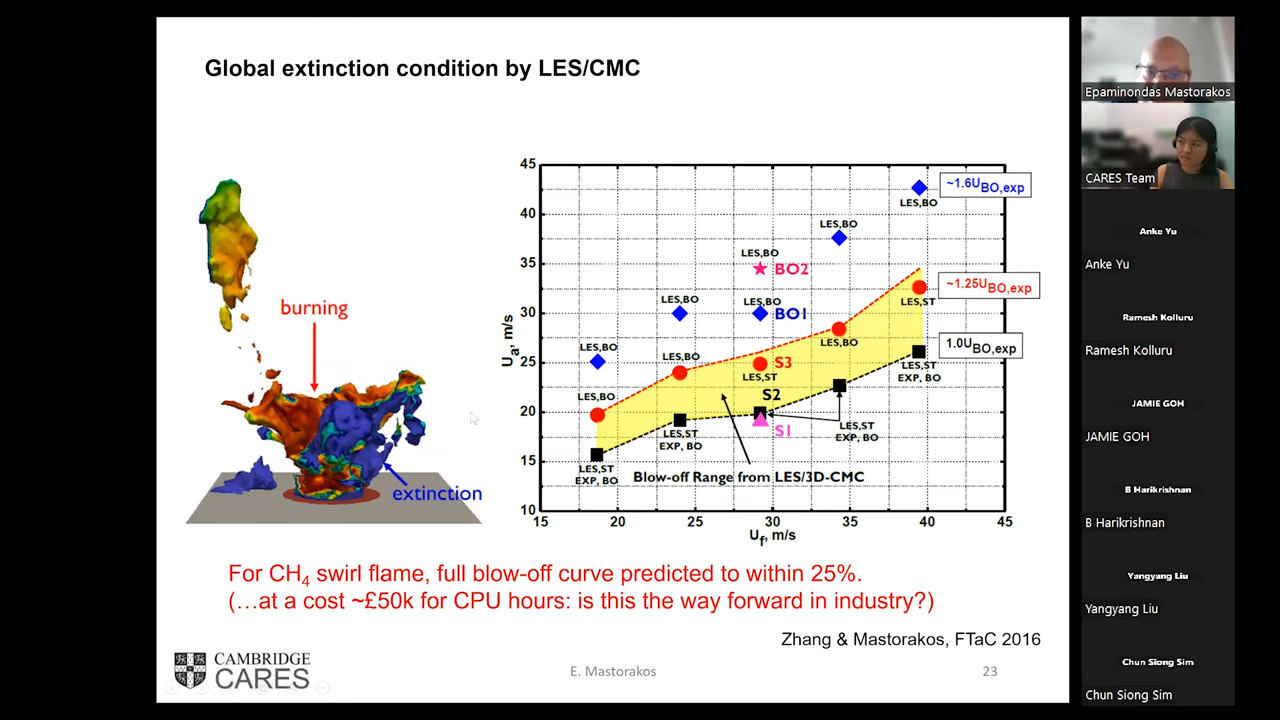 Global extinction condition by LES/CMC
burning
extinction
45
40
35
30
25
20
15
10
15
20
25
30
35
40
45
Ua, m/s
Uf, m/s
~1.6UBO,exp
LES,BO
LES,BO
LES,BO
BO2
~1.25UBO,exp
LES,ST
LES,BO
LES,BO
BO1
LES,BO
1.0UBO,exp
LES,BO
LES,BO
S3
LES,ST
LES,ST
EXP, BO
LES,BO
S2
S1
LES,ST
EXP, BO
LES,ST
EXP, BO
LES,ST
EXP, BO
Blow-off Range from LES/3D-CMC
For CH4 swirl flame, full blow-off curve predicted to within 25%.
(…at a cost ~£50k for CPU hours: is this the way forward in industry?)
Zhang & Mastorakos, FTaC 2016
CAMBRIDGE
CARES
E. Mastorakos
23
Epaminondas Mastorakos
CARES Team
Anke Yu
Anke Yu
Ramesh Kolluru
Ramesh Kolluru
JAMIE GOH
JAMIE GOH
B Harikrishnan
B Harikrishnan
Yangyang Liu
Yangyang Liu
Chun Siong Sim
Chun Siong Sim